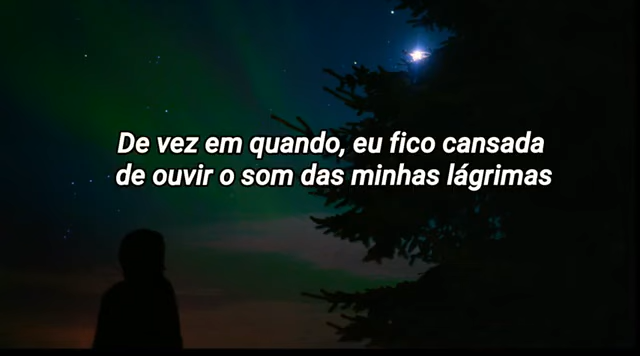 De vez em quando, eu fico cansada
de ouvir o som das minhas lágrimas